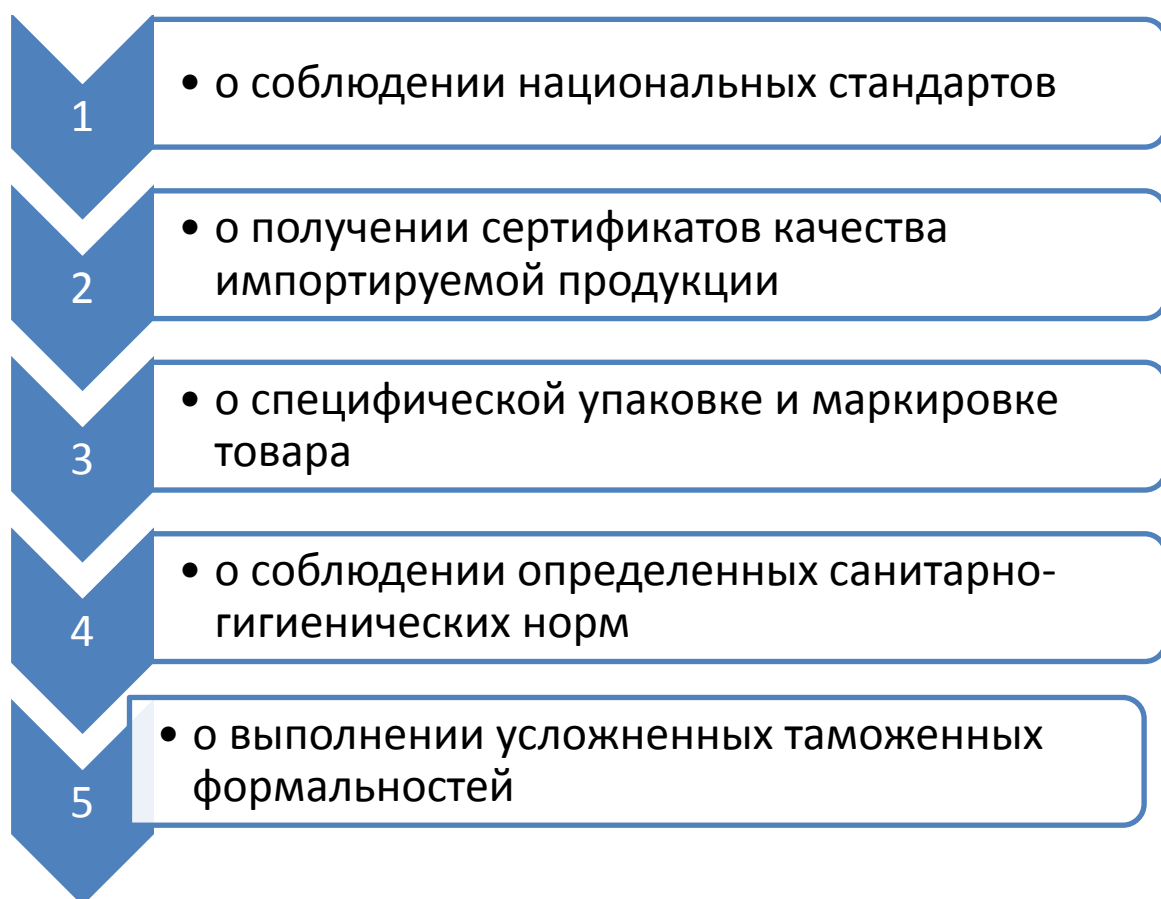 1
• о соблюдении национальных стандартов
2
• о получении сертификатов качества
импортируемой продукции
3
• о специфической упаковке и маркировке
товара
4
• о соблюдении определенных санитарно-
гигиенических норм
5
• о выполнении усложненных таможенных
формальностей